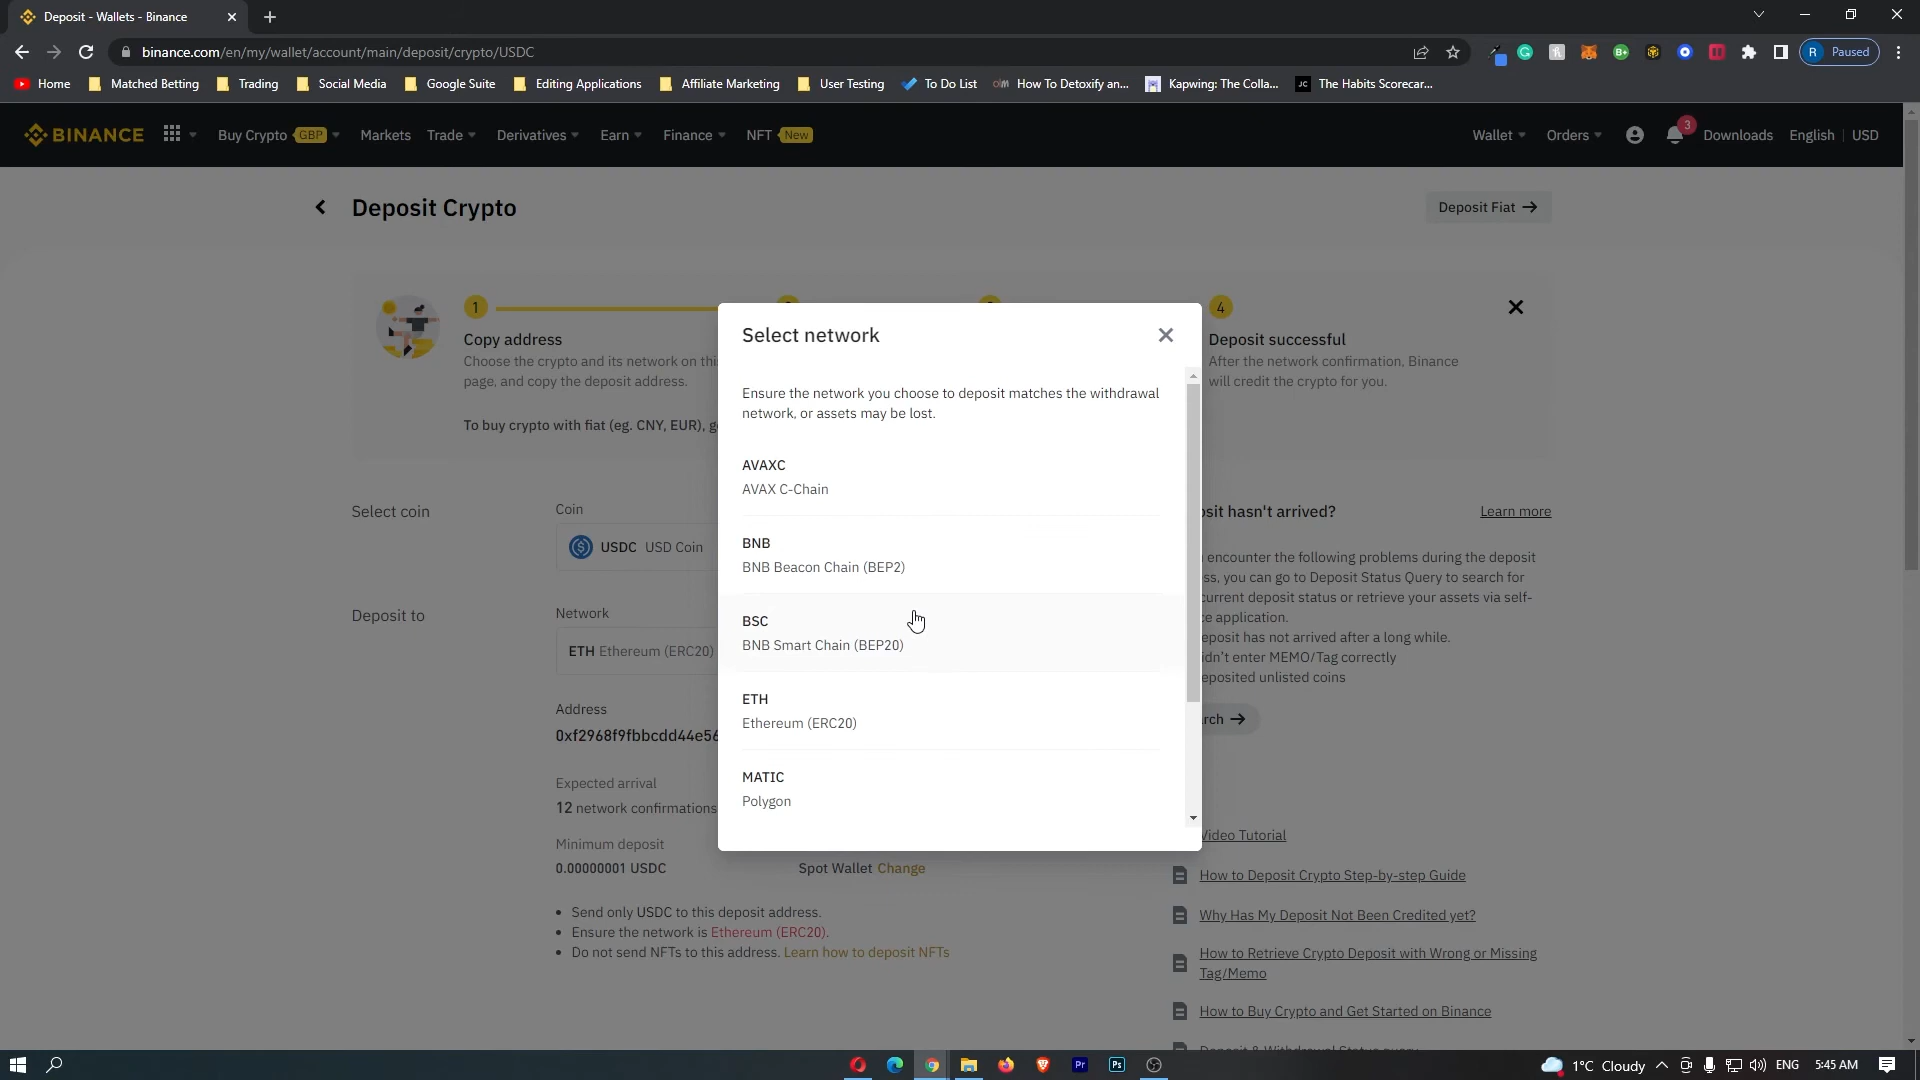 Deposit - Wallets - Binance
binance.com/en/my/wallet/account/main/deposit/crypto/USDC
R Paused
Home Matched Betting Trading Social Media Google Suite Editing Applications Affiliate Marketing User Testing To Do List How To Detoxify an... Kapwing: The Colla... JC The Habits Scorecar...
BINANCE Buy Crypto GBP Markets Trade Derivatives Earn Finance NFT New Wallet Orders 3 Downloads English USD
Deposit Crypto
Deposit Fiat
1
Copy address
Choose the crypto and its network on this
page, and copy the deposit address.
To buy crypto with fiat (eg. CNY, EUR), g
4
Deposit successful
After the network confirmation, Binance
will credit the crypto for you.
Select network
Ensure the network you choose to deposit matches the withdrawal
network, or assets may be lost.
AVAXC
AVAX C-Chain
BNB
BNB Beacon Chain (BEP2)
BSC
BNB Smart Chain (BEP20)
ETH
Ethereum (ERC20)
MATIC
Polygon
Select coin
Coin
USDC USD Coin
Deposit to
Network
ETH Ethereum (ERC20)
Address
0xf2968f9fbbcdd44e56
Expected arrival
12 network confirmations
Minimum deposit
0.00000001 USDC
Spot Wallet Change
Send only USDC to this deposit address.
Ensure the network is Ethereum (ERC20).
Do not send NFTs to this address. Learn how to deposit NFTs
sit hasn't arrived?
Learn more
encounter the following problems during the deposit
ss, you can go to Deposit Status Query to search for
current deposit status or retrieve your assets via self-
e application.
eposit has not arrived after a long while.
dn't enter MEMO/Tag correctly
eposited unlisted coins
rch
Video Tutorial
How to Deposit Crypto Step-by-step Guide
Why Has My Deposit Not Been Credited yet?
How to Retrieve Crypto Deposit with Wrong or Missing
Tag/Memo
How to Buy Crypto and Get Started on Binance
Deposit & Withdrawal Status query
1°C Cloudy ENG 5:45 AM